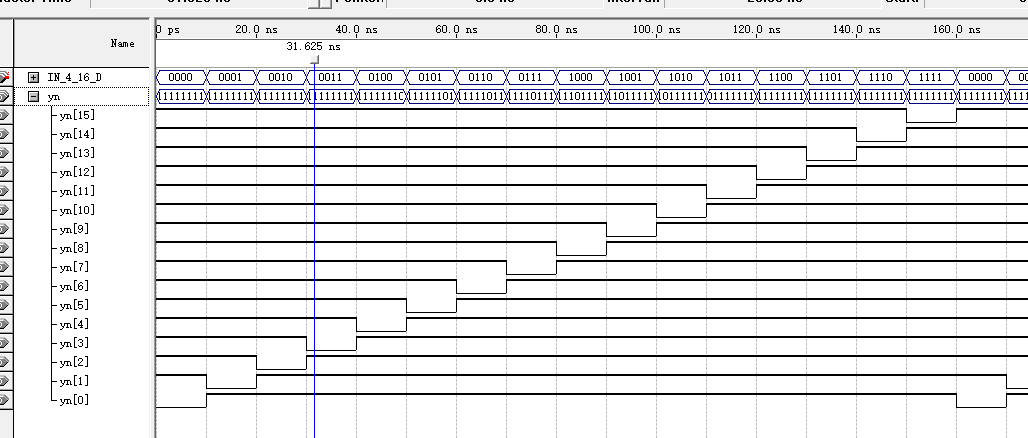 0 ps 20.0 ns 40.0 ns 60.0 ns 80.0 ns 100.0 ns 120.0 ns 140.0 ns 160.0 ns
Name
31.625 ns
IN_4_16_D 0000 0001 0010 0011 0100 0101 0110 0111 1000 1001 1010 1011 1100 1101 1110 1111 0000
yn
yn[15]
yn[14]
yn[13]
yn[12]
yn[11]
yn[10]
yn[9]
yn[8]
yn[7]
yn[6]
yn[5]
yn[4]
yn[3]
yn[2]
yn[1]
yn[0]